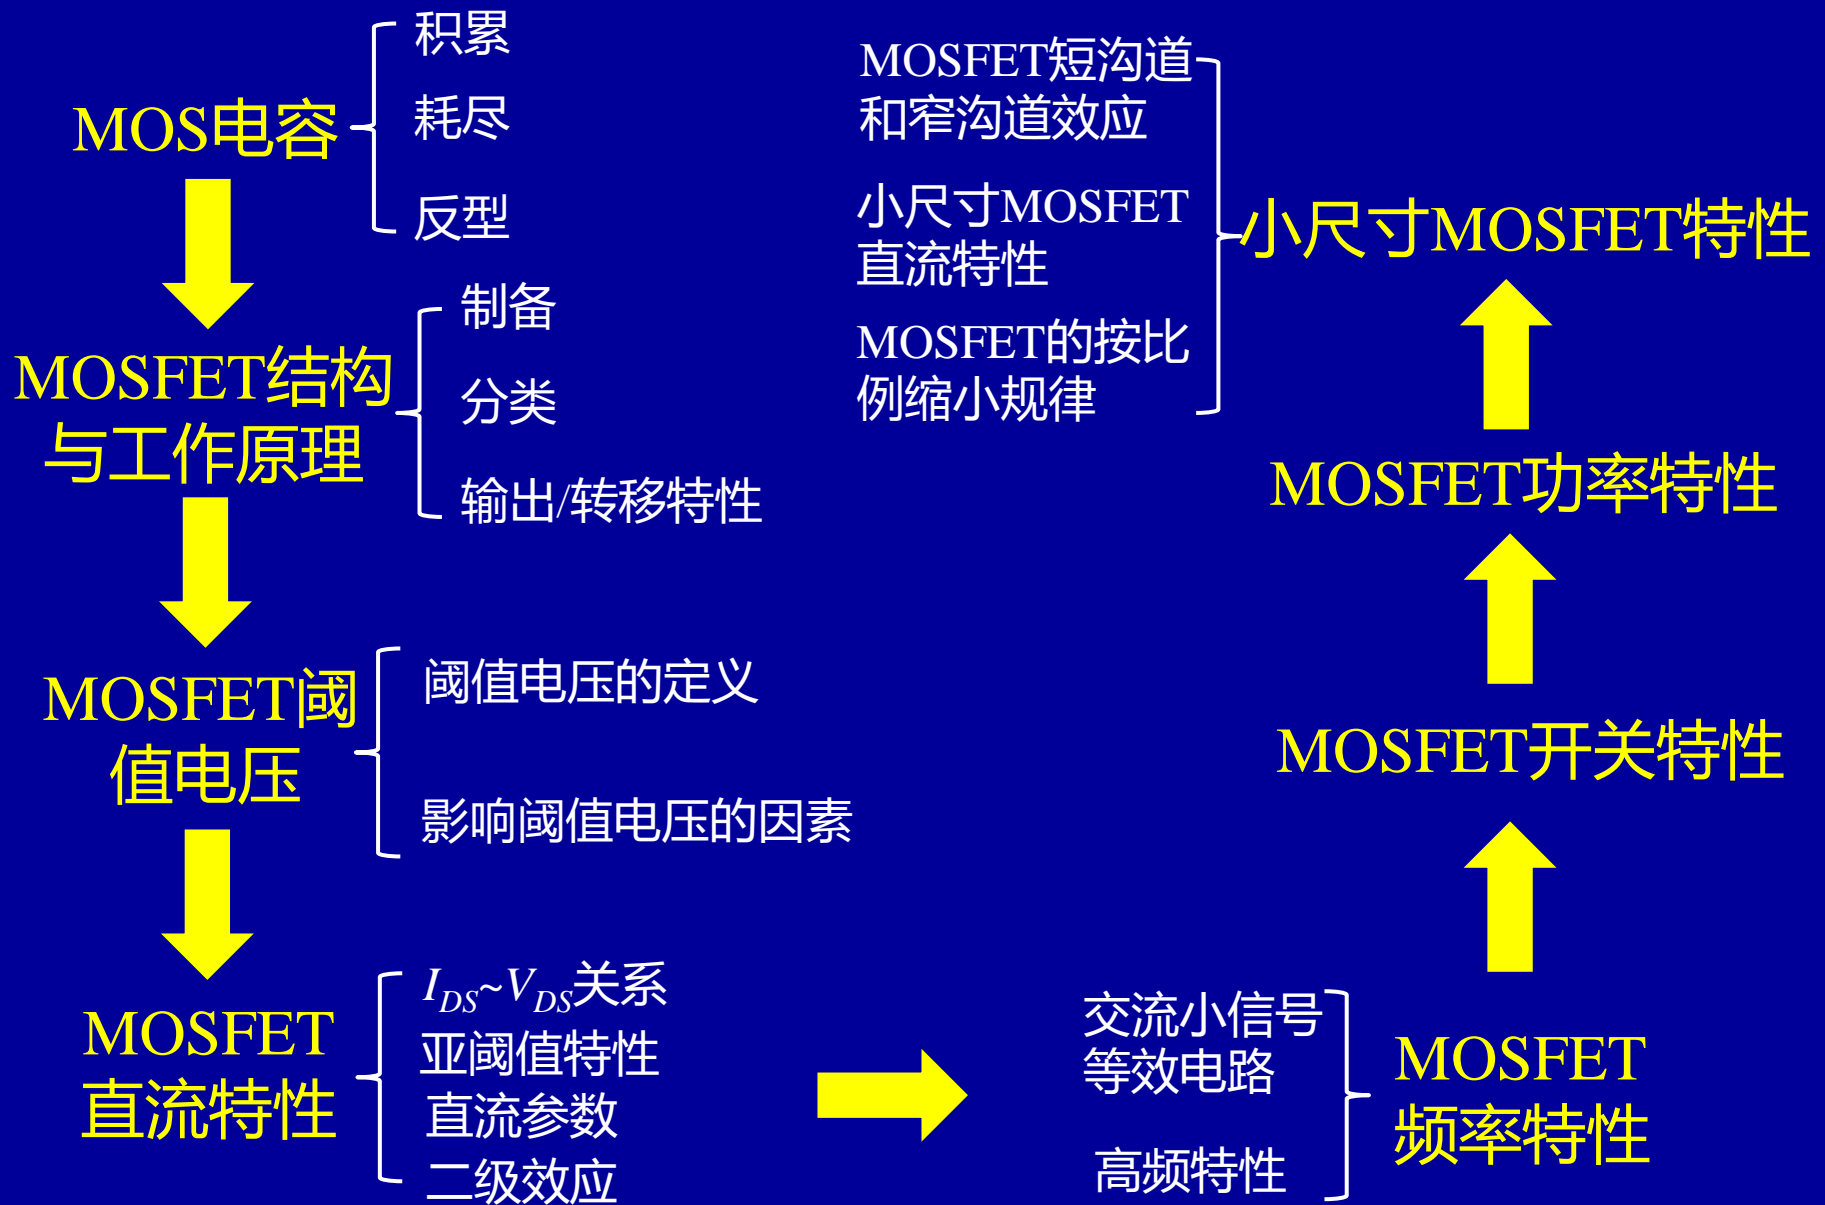 MOS电容
积累
耗尽
反型
MOSFET结构
与工作原理
制备
分类
输出/转移特性
MOSFET阈
值电压
阈值电压的定义
影响阈值电压的因素
MOSFET
直流特性
I_DS~V_DS关系
亚阈值特性
直流参数
二级效应
交流小信号
等效电路
高频特性
MOSFET
频率特性
MOSFET开关特性
MOSFET功率特性
小尺寸MOSFET特性
MOSFET短沟道
和窄沟道效应
小尺寸MOSFET
直流特性
MOSFET的按比
例缩小规律